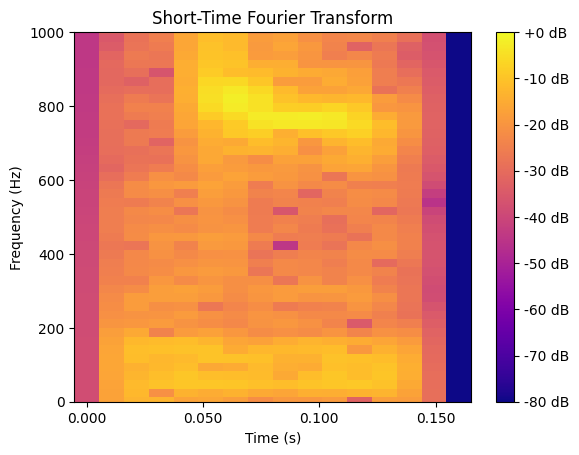 Short-Time Fourier Transform
Frequency (Hz)
1000
800
600
400
200
0
0.000
0.050
0.100
0.150
Time (s)
+0 dB
-10 dB
-20 dB
-30 dB
-40 dB
-50 dB
-60 dB
-70 dB
-80 dB